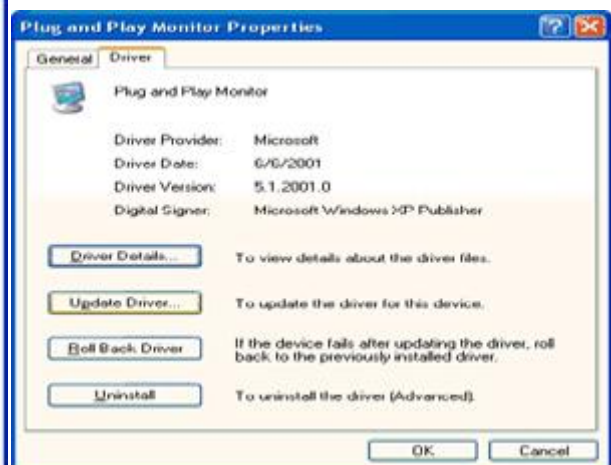 Plug and Play Monitor Properties
General Driver
Plug and Play Monitor
Driver Provider: Microsoft
Driver Date: 6/6/2001
Driver Version: 5.1.2001.0
Digital Signer: Microsoft Windows XP Publisher
Driver Details... To view details about the driver files.
Update Driver... To update the driver for this device.
Roll Back Driver If the device fails after updating the driver, roll
back to the previously installed driver.
Uninstall To uninstall the driver (Advanced).
OK Cancel